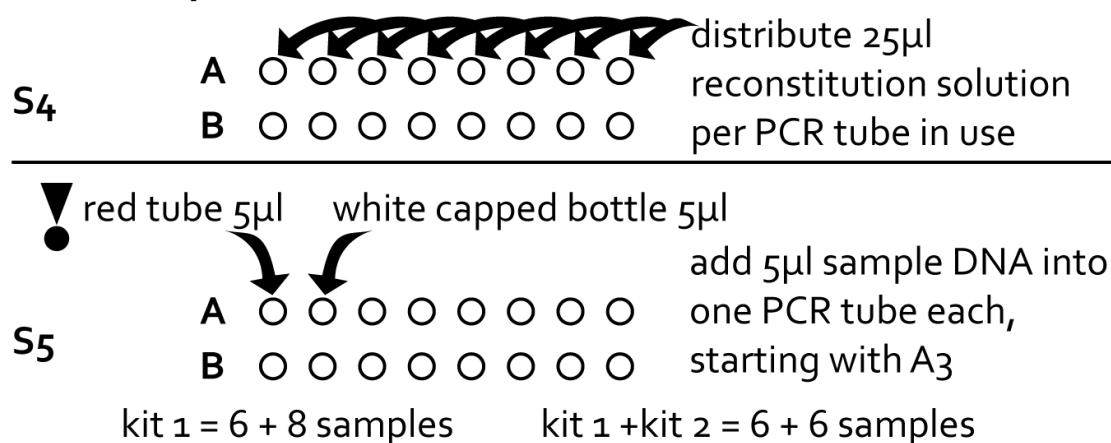 distribute 25µl
A
reconstitution solution
S4
B
per PCR tube in use
red tube 5µl white capped bottle 5µl
add 5µl sample DNA into
A
one PCR tube each,
S5
B
starting with A3
kit 1 = 6 + 8 samples kit 1 +kit 2 = 6 + 6 samples